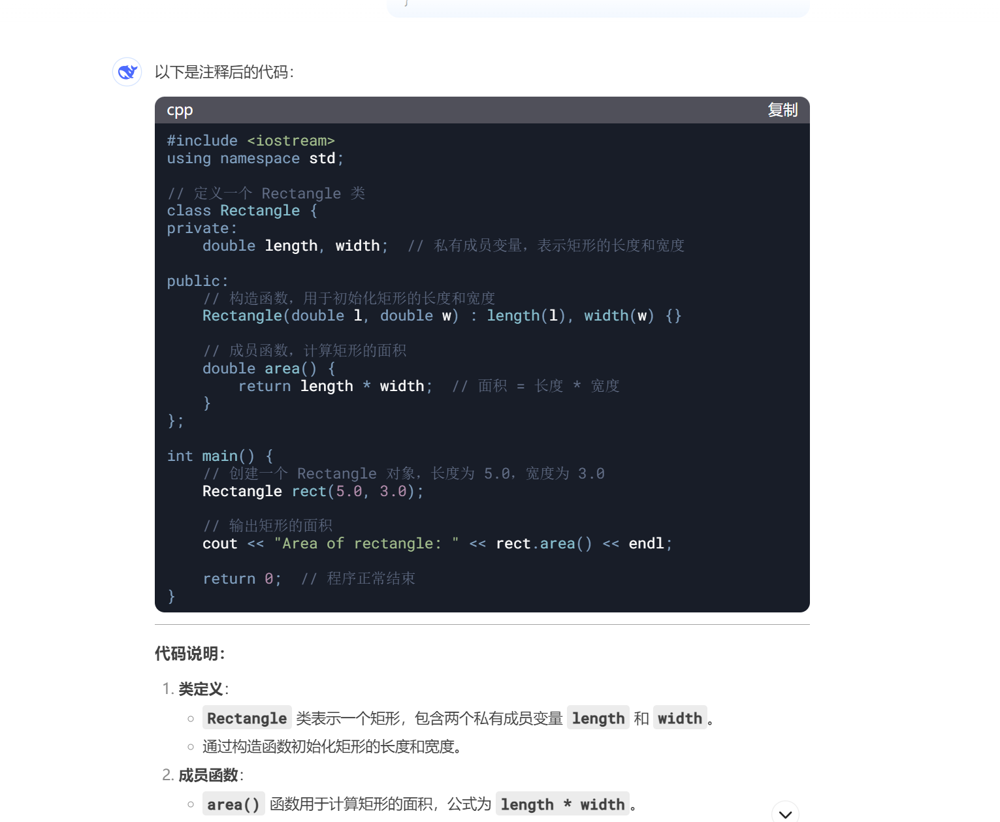 }
以下是注释后的代码：
cpp
复制
#include <iostream>
using namespace std;
// 定义一个 Rectangle 类
class Rectangle {
private:
    double length, width;  // 私有成员变量，表示矩形的长度和宽度
public:
    // 构造函数，用于初始化矩形的长度和宽度
    Rectangle(double l, double w) : length(l), width(w) {}
    // 成员函数，计算矩形的面积
    double area() {
        return length * width;  // 面积 = 长度 * 宽度
    }
};
int main() {
    // 创建一个 Rectangle 对象，长度为 5.0，宽度为 3.0
    Rectangle rect(5.0, 3.0);
    // 输出矩形的面积
    cout << "Area of rectangle: " << rect.area() << endl;
    return 0;  // 程序正常结束
}
代码说明：
1. 类定义：
Rectangle 类表示一个矩形，包含两个私有成员变量 length 和 width。
通过构造函数初始化矩形的长度和宽度。
2. 成员函数：
area() 函数用于计算矩形的面积，公式为 length * width。